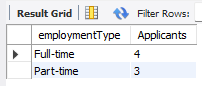 Result Grid Filter Rows:
employmentType Applicants
Full-time 4
Part-time 3